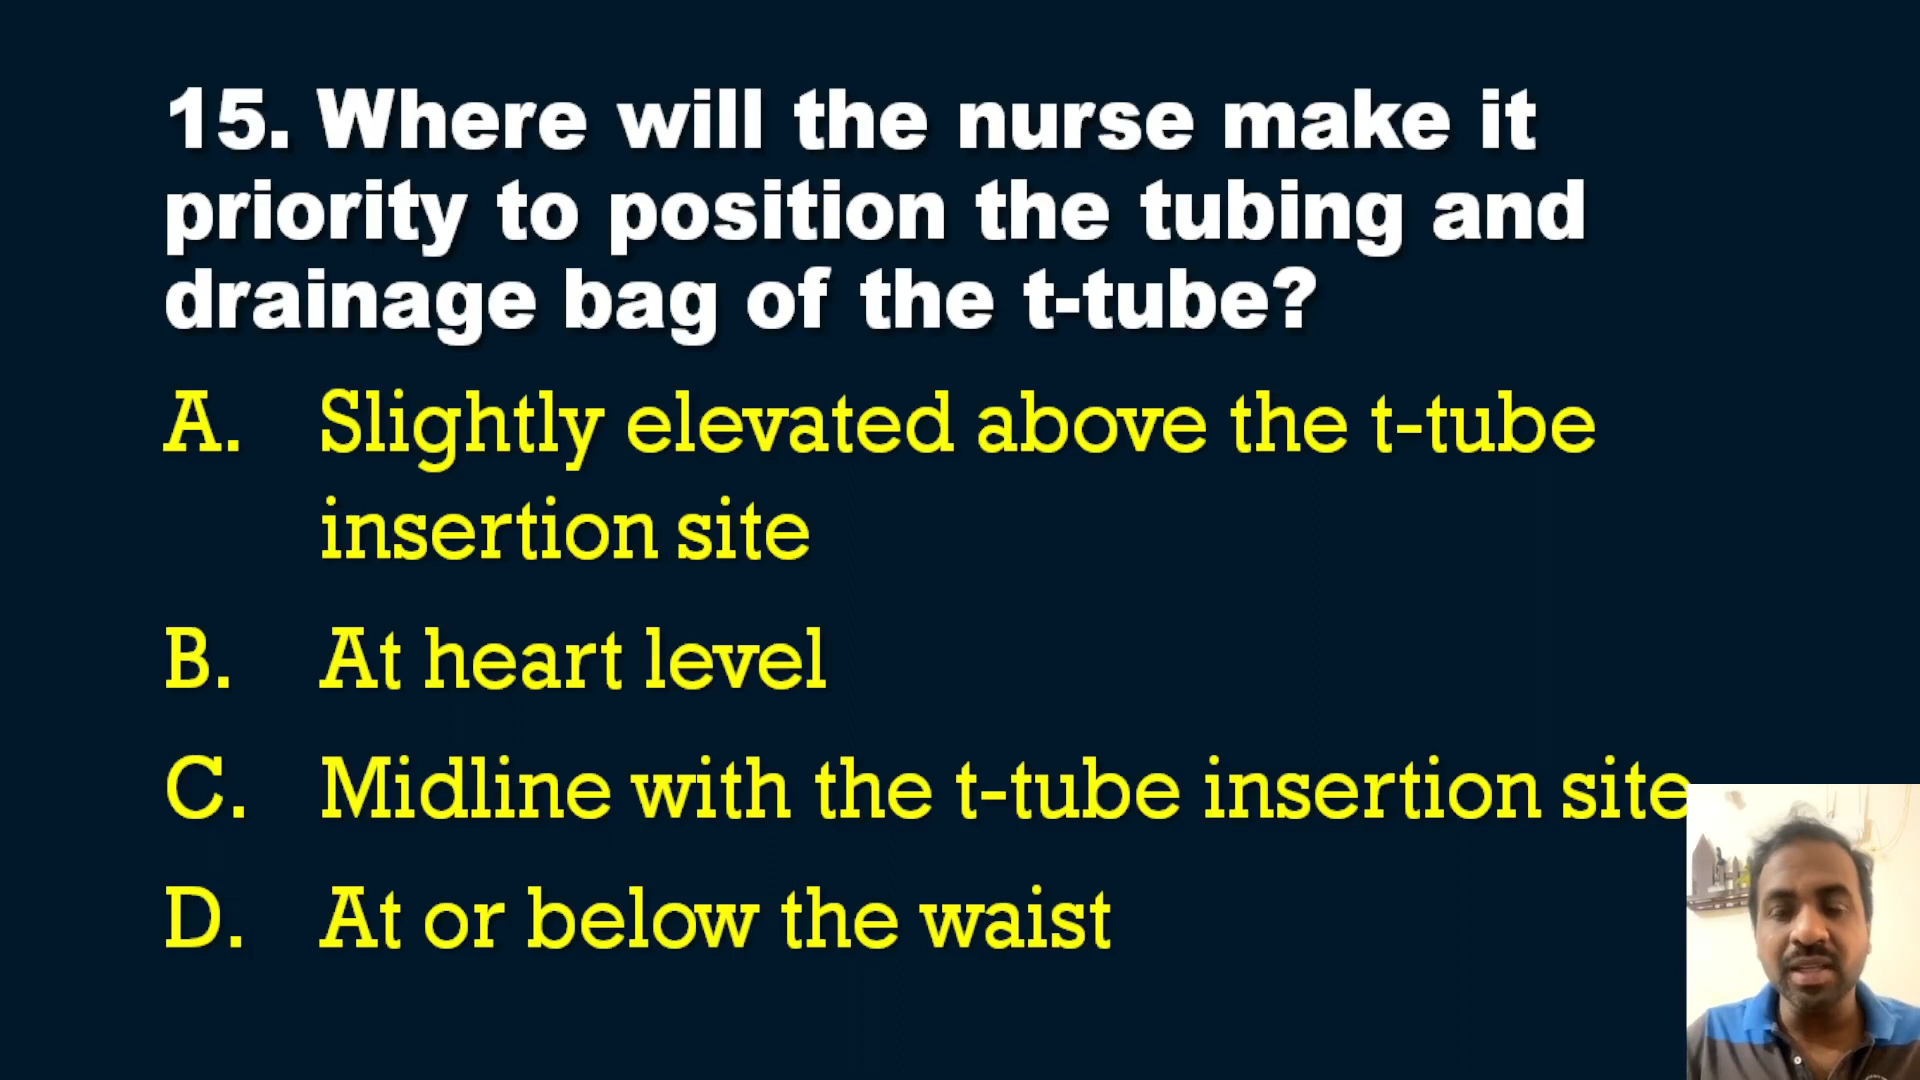 15. Where will the nurse make it
priority to position the tubing and
drainage bag of the t-tube?
A. Slightly elevated above the t-tube
insertion site
B. At heart level
C. Midline with the t-tube insertion site
D. At or below the waist